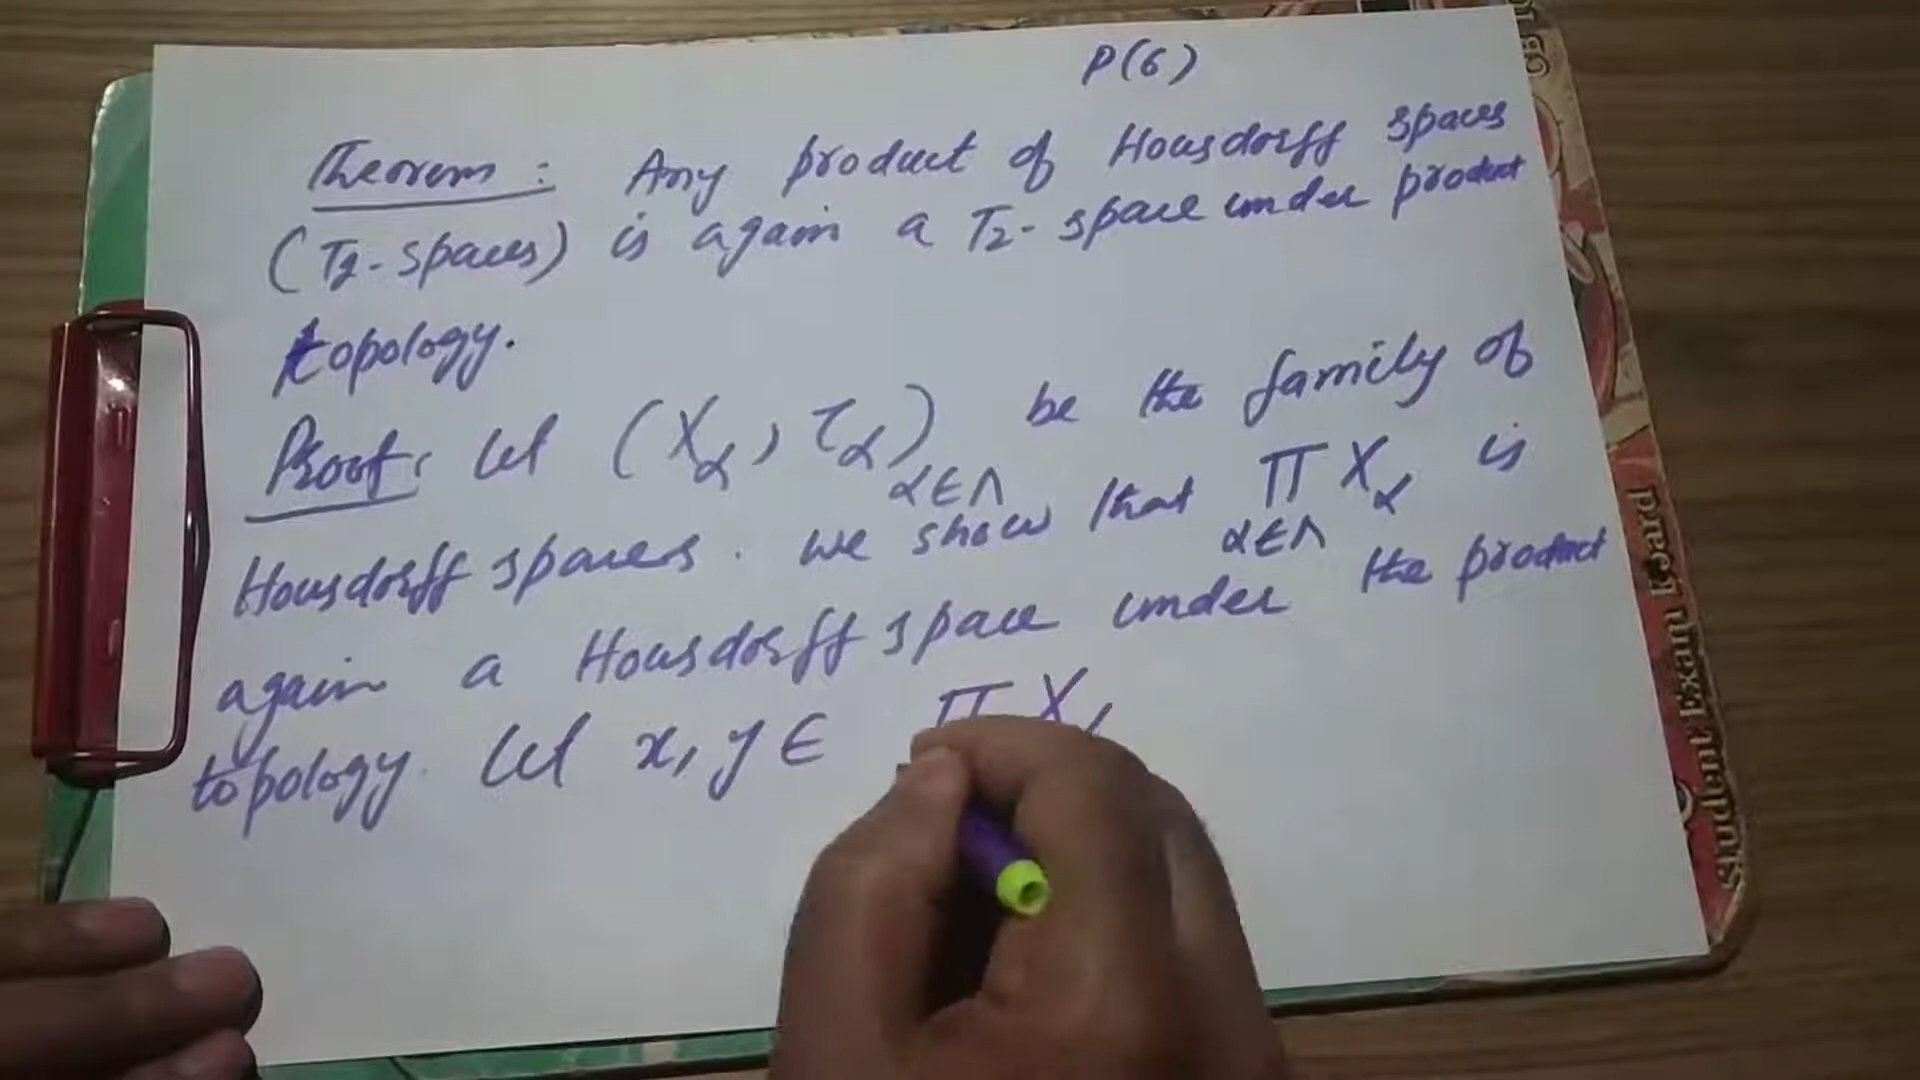 P(6)
Theorem: Any product of Housdorff spaces
(T2-spaces) is again a T2-space under product
topology.
Proof: Let (Xα, τα) α∈Λ be the family of
Housdorff spaces. We show that Π α∈Λ Xα is
again a Housdorff space under the product
topology. Let x, y ∈ Π Xα
Student Exam Board